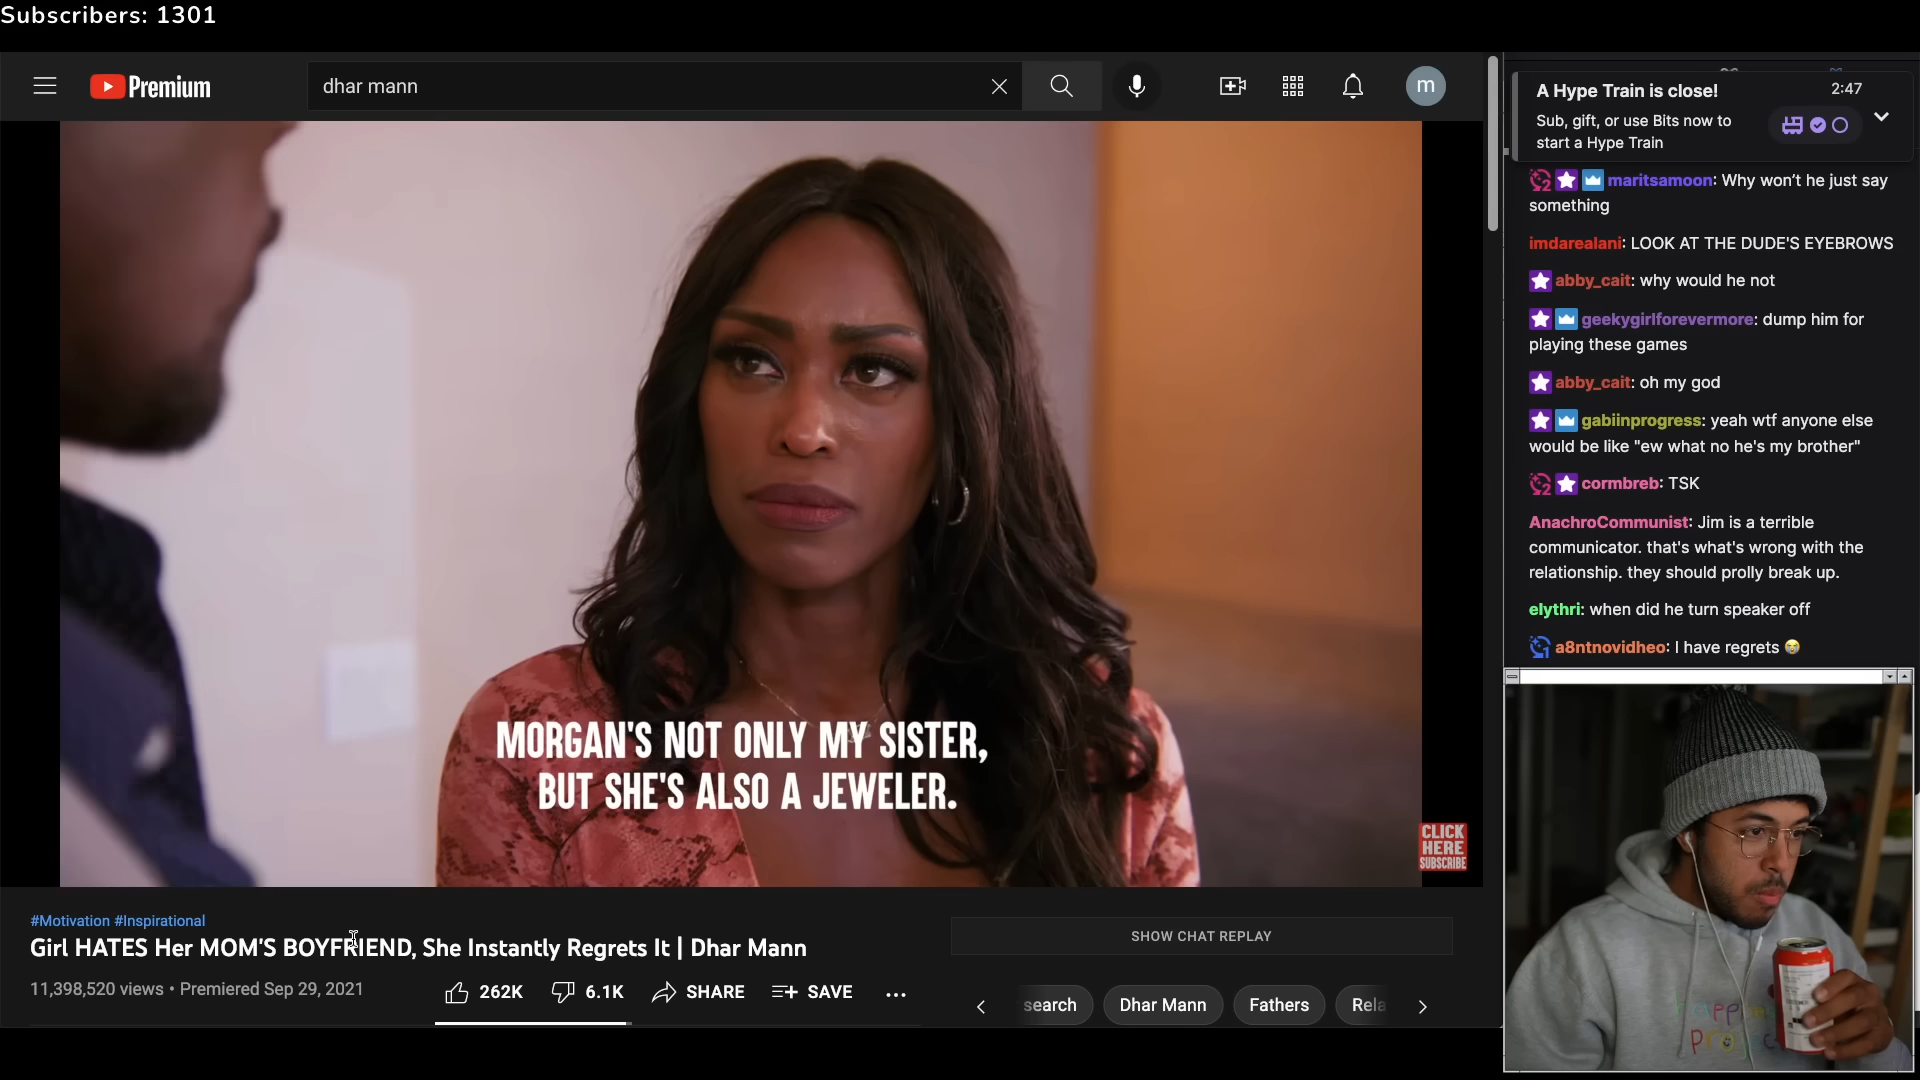 Subscribers: 1301
Premium
dhar mann
m
A Hype Train is close!
2:47
Sub, gift, or use Bits now to
start a Hype Train
maritsamoon: Why won't he just say
something
imdarealani: LOOK AT THE DUDE'S EYEBROWS
abby_cait: why would he not
geekygirlforevermore: dump him for
playing these games
abby_cait: oh my god
gabiinprogress: yeah wtf anyone else
would be like "ew what no he's my brother"
cormbreb: TSK
AnachroCommunist: Jim is a terrible
communicator. that's what's wrong with the
relationship. they should prolly break up.
elythri: when did he turn speaker off
a8ntnovidheo: I have regrets 😭
MORGAN'S NOT ONLY MY SISTER,
BUT SHE'S ALSO A JEWELER.
CLICK
HERE
SUBSCRIBE
#Motivation #Inspirational
Girl HATES Her MOM'S BOYFRIEND, She Instantly Regrets It | Dhar Mann
11,398,520 views • Premiered Sep 29, 2021
262K
6.1K
SHARE
SAVE
SHOW CHAT REPLAY
search
Dhar Mann
Fathers
Rela